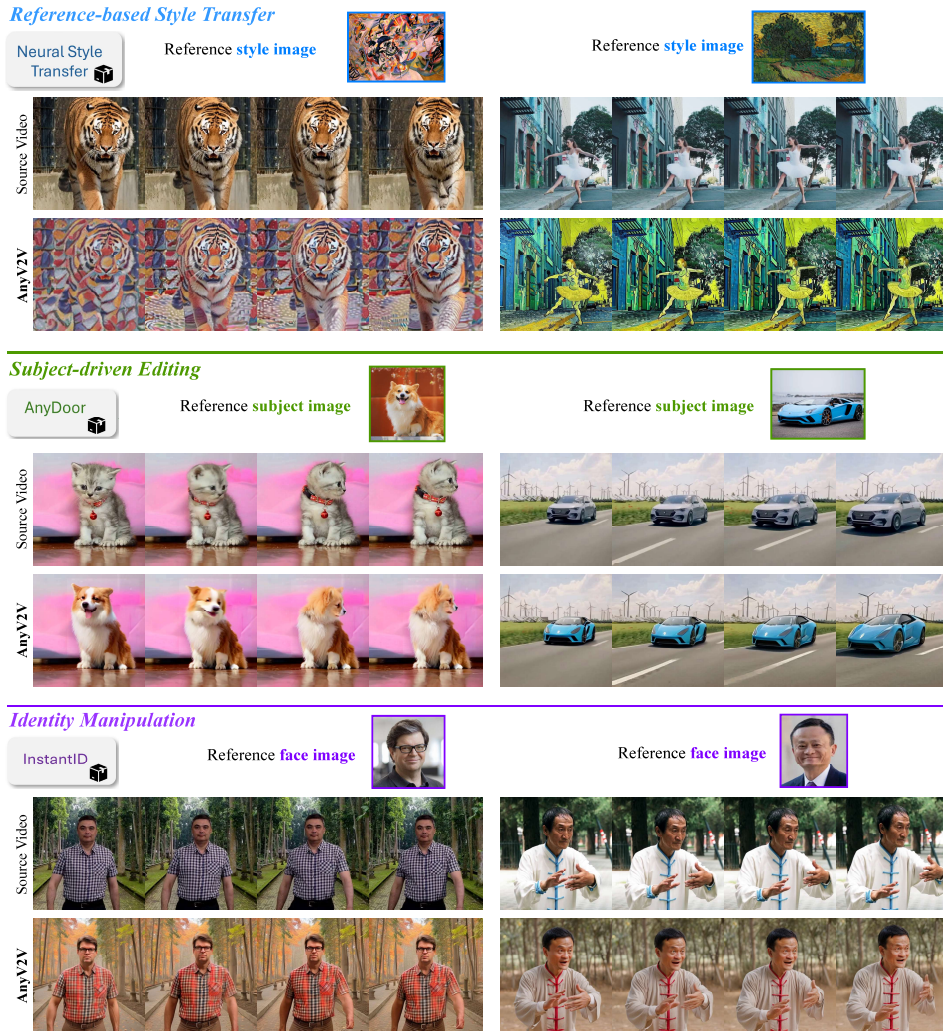 Reference-based Style Transfer
Neural Style
Transfer
Reference style image
Reference style image
Source Video
AnyV2V
Subject-driven Editing
AnyDoor
Reference subject image
Reference subject image
Source Video
AnyV2V
Identity Manipulation
InstantID
Reference face image
Reference face image
Source Video
AnyV2V